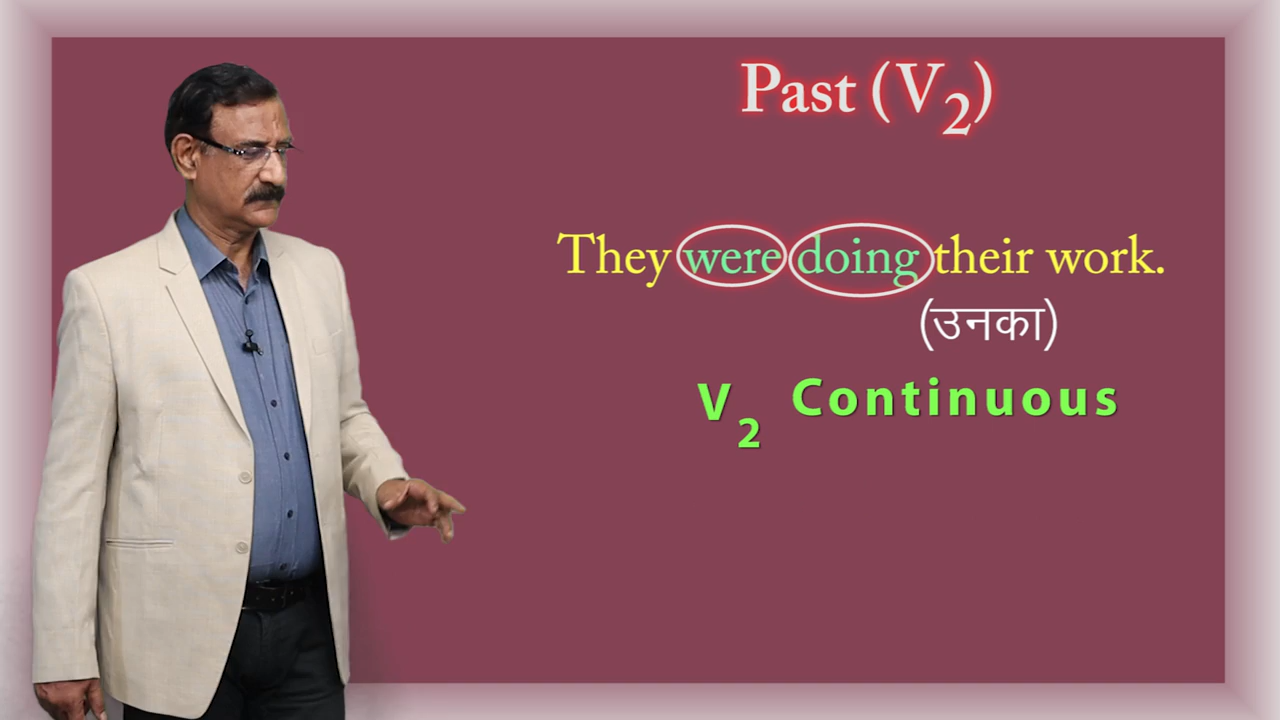 Past (V2)
They were doing their work.
(उनका)
V2 Continuous